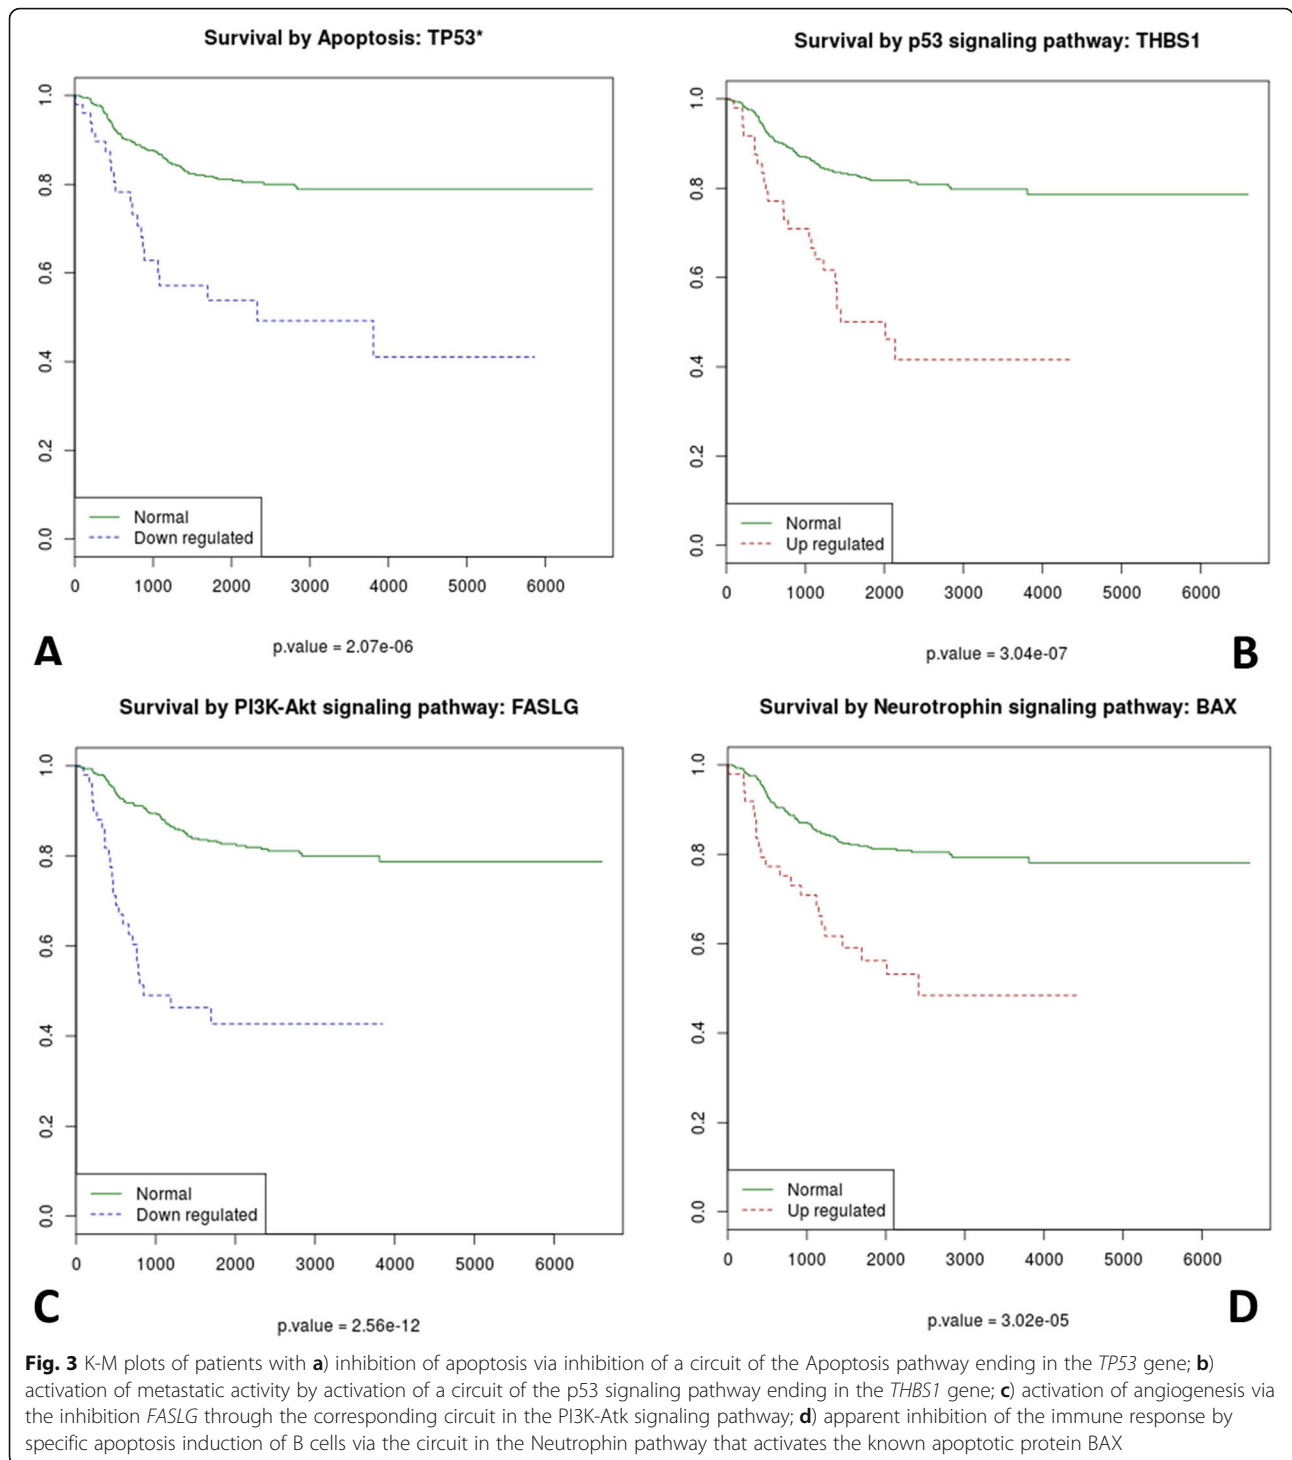 Survival by Apoptosis: TP53*
1.0
0.8
0.6
0.4
0.2
0.0
Normal
Down regulated
0 1000 2000 3000 4000 5000 6000
p.value = 2.07e-06
A
Survival by p53 signaling pathway: THBS1
1.0
0.8
0.6
0.4
0.2
0.0
Normal
Up regulated
0 1000 2000 3000 4000 5000 6000
p.value = 3.04e-07
B
Survival by PI3K-Akt signaling pathway: FASLG
1.0
0.8
0.6
0.4
0.2
0.0
Normal
Down regulated
0 1000 2000 3000 4000 5000 6000
p.value = 2.56e-12
C
Survival by Neurotrophin signaling pathway: BAX
1.0
0.8
0.6
0.4
0.2
0.0
Normal
Up regulated
0 1000 2000 3000 4000 5000 6000
p.value = 3.02e-05
D
Fig. 3 K-M plots of patients with a) inhibition of apoptosis via inhibition of a circuit of the Apoptosis pathway ending in the TP53 gene; b)
activation of metastatic activity by activation of a circuit of the p53 signaling pathway ending in the THBS1 gene; c) activation of angiogenesis via
the inhibition FASLG through the corresponding circuit in the PI3K-Atk signaling pathway; d) apparent inhibition of the immune response by
specific apoptosis induction of B cells via the circuit in the Neutrophin pathway that activates the known apoptotic protein BAX